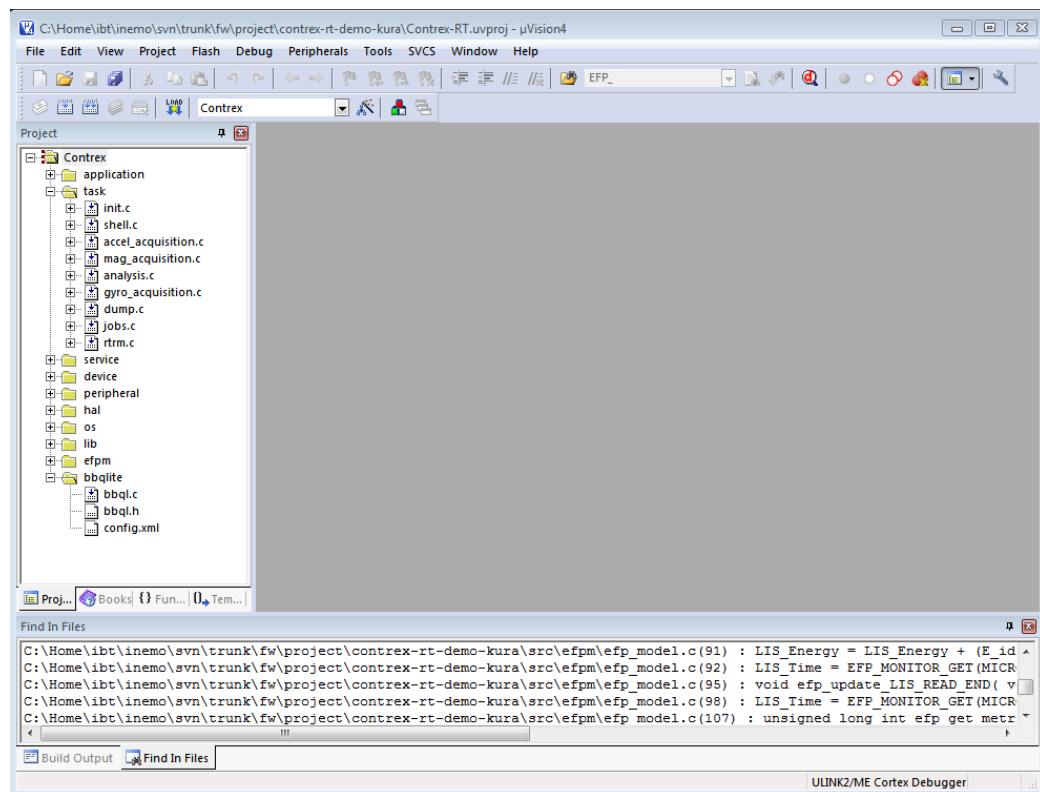 C:\Home\ibt\inemo\svn\trunk\fw\project\contrex-rt-demo-kura\Contrex-RT.uvproj - µVision4
File Edit View Project Flash Debug Peripherals Tools SVCS Window Help
EFP_
LOAD Contrex
Project
Contrex
application
task
init.c
shell.c
accel_acquisition.c
mag_acquisition.c
analysis.c
gyro_acquisition.c
dump.c
jobs.c
rtrm.c
service
device
peripheral
hal
os
lib
efpm
bbqlite
bbql.c
bbql.h
config.xml
Proj... Books {} Fun... 0 Tem...
Find In Files
C:\Home\ibt\inemo\svn\trunk\fw\project\contrex-rt-demo-kura\src\efpm\efp_model.c(91) : LIS_Energy = LIS_Energy + (E_id
C:\Home\ibt\inemo\svn\trunk\fw\project\contrex-rt-demo-kura\src\efpm\efp_model.c(92) : LIS_Time = EFP_MONITOR_GET(MICR
C:\Home\ibt\inemo\svn\trunk\fw\project\contrex-rt-demo-kura\src\efpm\efp_model.c(95) : void efp_update_LIS_READ_END( v
C:\Home\ibt\inemo\svn\trunk\fw\project\contrex-rt-demo-kura\src\efpm\efp_model.c(98) : LIS_Time = EFP_MONITOR_GET(MICR
C:\Home\ibt\inemo\svn\trunk\fw\project\contrex-rt-demo-kura\src\efpm\efp model.c(107) : unsigned long int efp get metr
Build Output Find In Files
ULINK2/ME Cortex Debugger